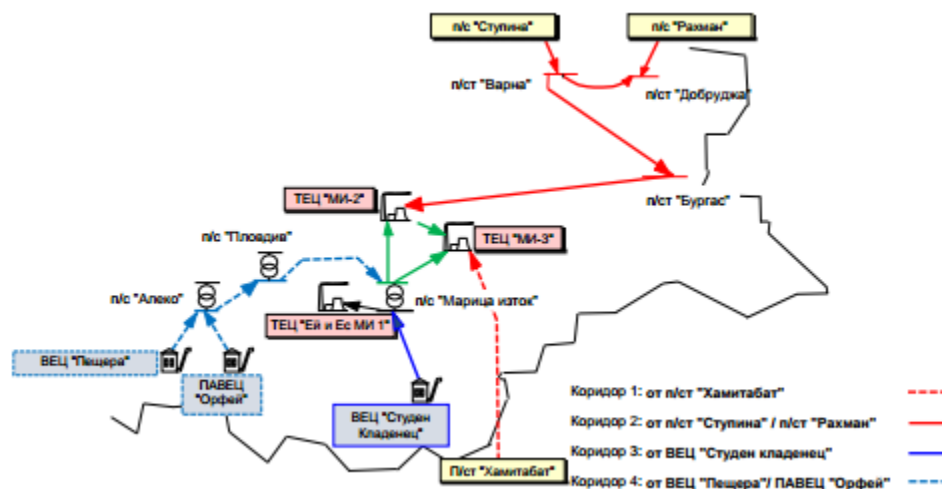 п/с "Ступина"
п/с "Рахман"
п/ст "Варна"
п/ст "Добруджа"
ТЕЦ "МИ-2"
п/ст "Бургас"
п/с "Пловдив"
ТЕЦ "МИ-3"
п/с "Алеко"
п/с "Марица изток"
ТЕЦ "Ей и Ес МИ 1"
ВЕЦ "Пещера"
ПАВЕЦ
"Орфей"
ВЕЦ "Студен
Кладенец"
П/ст "Хамитабат"
Коридор 1: от п/ст "Хамитабат"
Коридор 2: от п/ст "Ступина" / п/ст "Рахман"
Коридор 3: от ВЕЦ "Студен кладенец"
Коридор 4: от ВЕЦ "Пещера"/ ПАВЕЦ "Орфей"